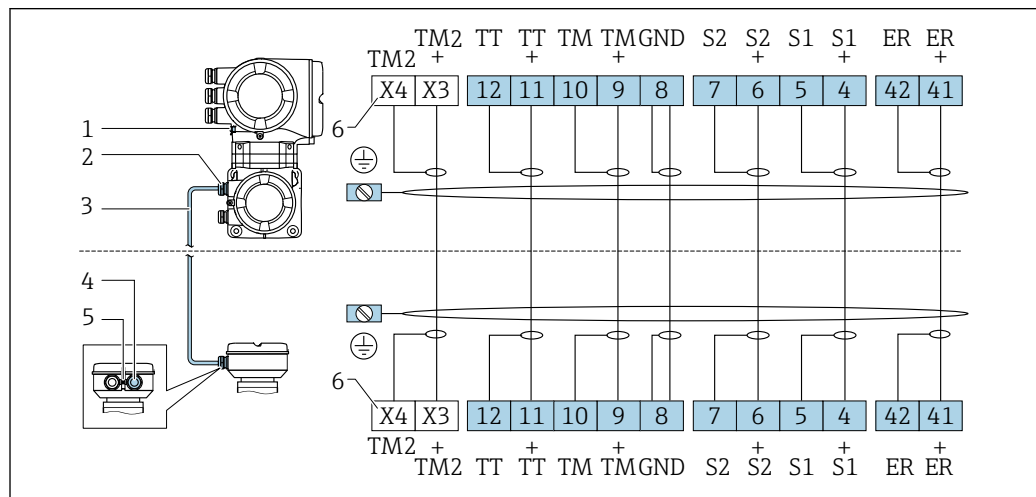 TM2 TT TT TM TM GND S2 S2 S1 S1 ER ER
TM2 + + + + + +
X4 X3 12 11 10 9 8 7 6 5 4 42 41
6
1
2
3
4
5
6
X4 X3 12 11 10 9 8 7 6 5 4 42 41
TM2 + + + + + +
TM2 TT TT TM TM GND S2 S2 S1 S1 ER ER